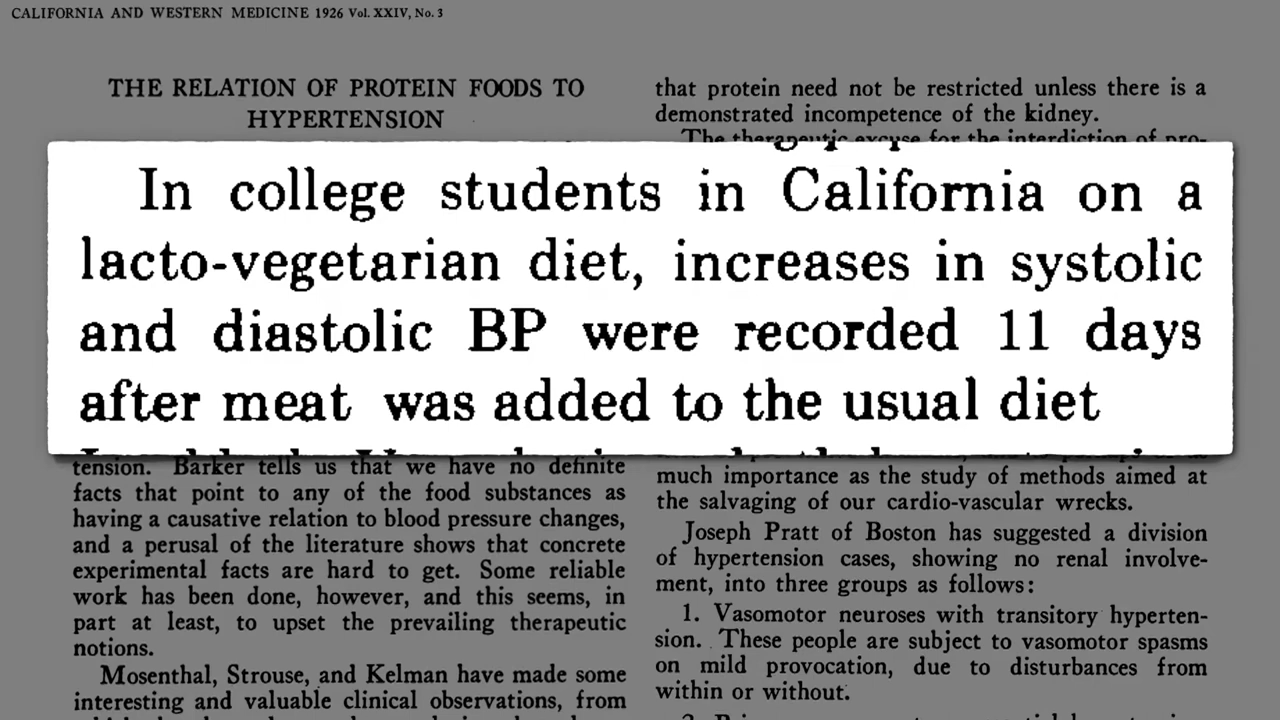 CALIFORNIA AND WESTERN MEDICINE 1926 Vol. XXIV, No. 3
THE RELATION OF PROTEIN FOODS TO
HYPERTENSION
that protein need not be restricted unless there is a
demonstrated incompetence of the kidney.
The therapeutic excuse for the interdiction of pro-
In college students in California on a
lacto-vegetarian diet, increases in systolic
and diastolic BP were recorded 11 days
after meat was added to the usual diet
tension. Barker tells us that we have no definite
facts that point to any of the food substances as
having a causative relation to blood pressure changes,
and a perusal of the literature shows that concrete
experimental facts are hard to get. Some reliable
work has been done, however, and this seems, in
part at least, to upset the prevailing therapeutic
notions.
Mosenthal, Strouse, and Kelman have made some
interesting and valuable clinical observations, from
much importance as the study of methods aimed at
the salvaging of our cardio-vascular wrecks.
Joseph Pratt of Boston has suggested a division
of hypertension cases, showing no renal involve-
ment, into three groups as follows:
1. Vasomotor neuroses with transitory hyperten-
sion. These people are subject to vasomotor spasms
on mild provocation, due to disturbances from
within or without.